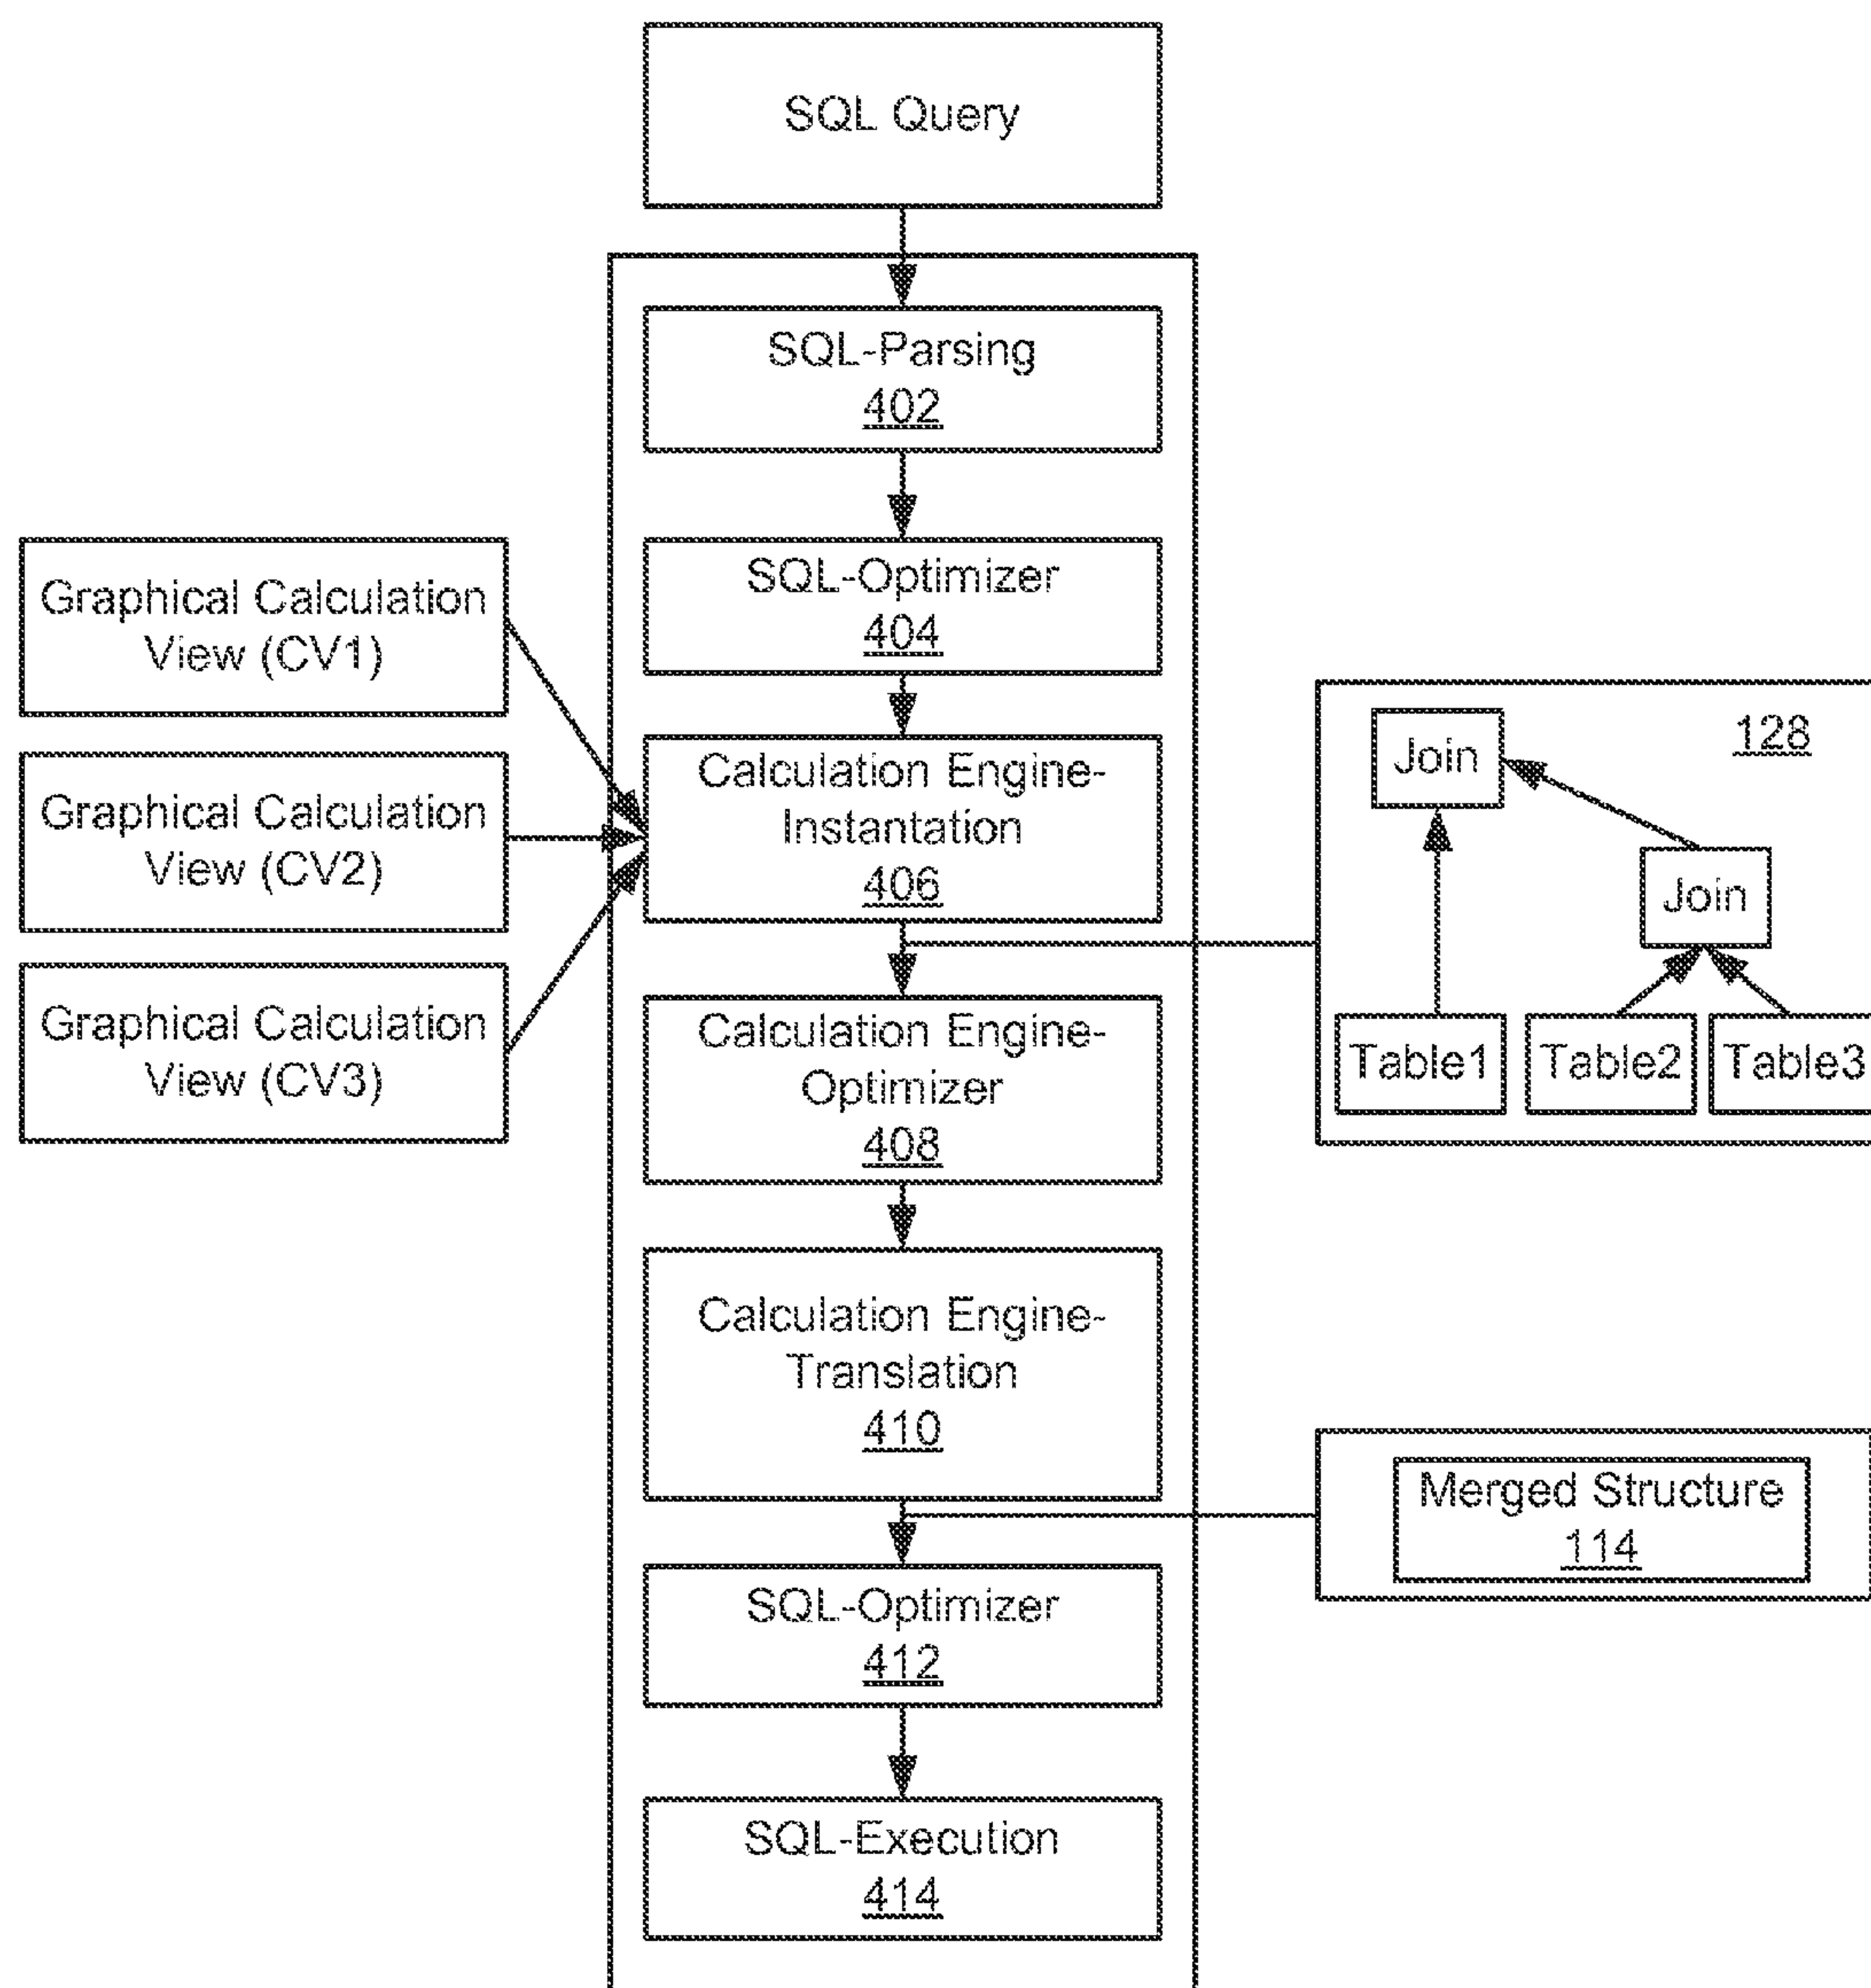 SQL Query
SQL-Parsing
402
SQL-Optimizer
404
Graphical Calculation
View (CV1)
Graphical Calculation
View (CV2)
Graphical Calculation
View (CV3)
Calculation Engine-
Instantation
406
128
Join
Join
Table1
Table2
Table3
Calculation Engine-
Optimizer
408
Calculation Engine-
Translation
410
Merged Structure
114
SQL-Optimizer
412
SQL-Execution
414